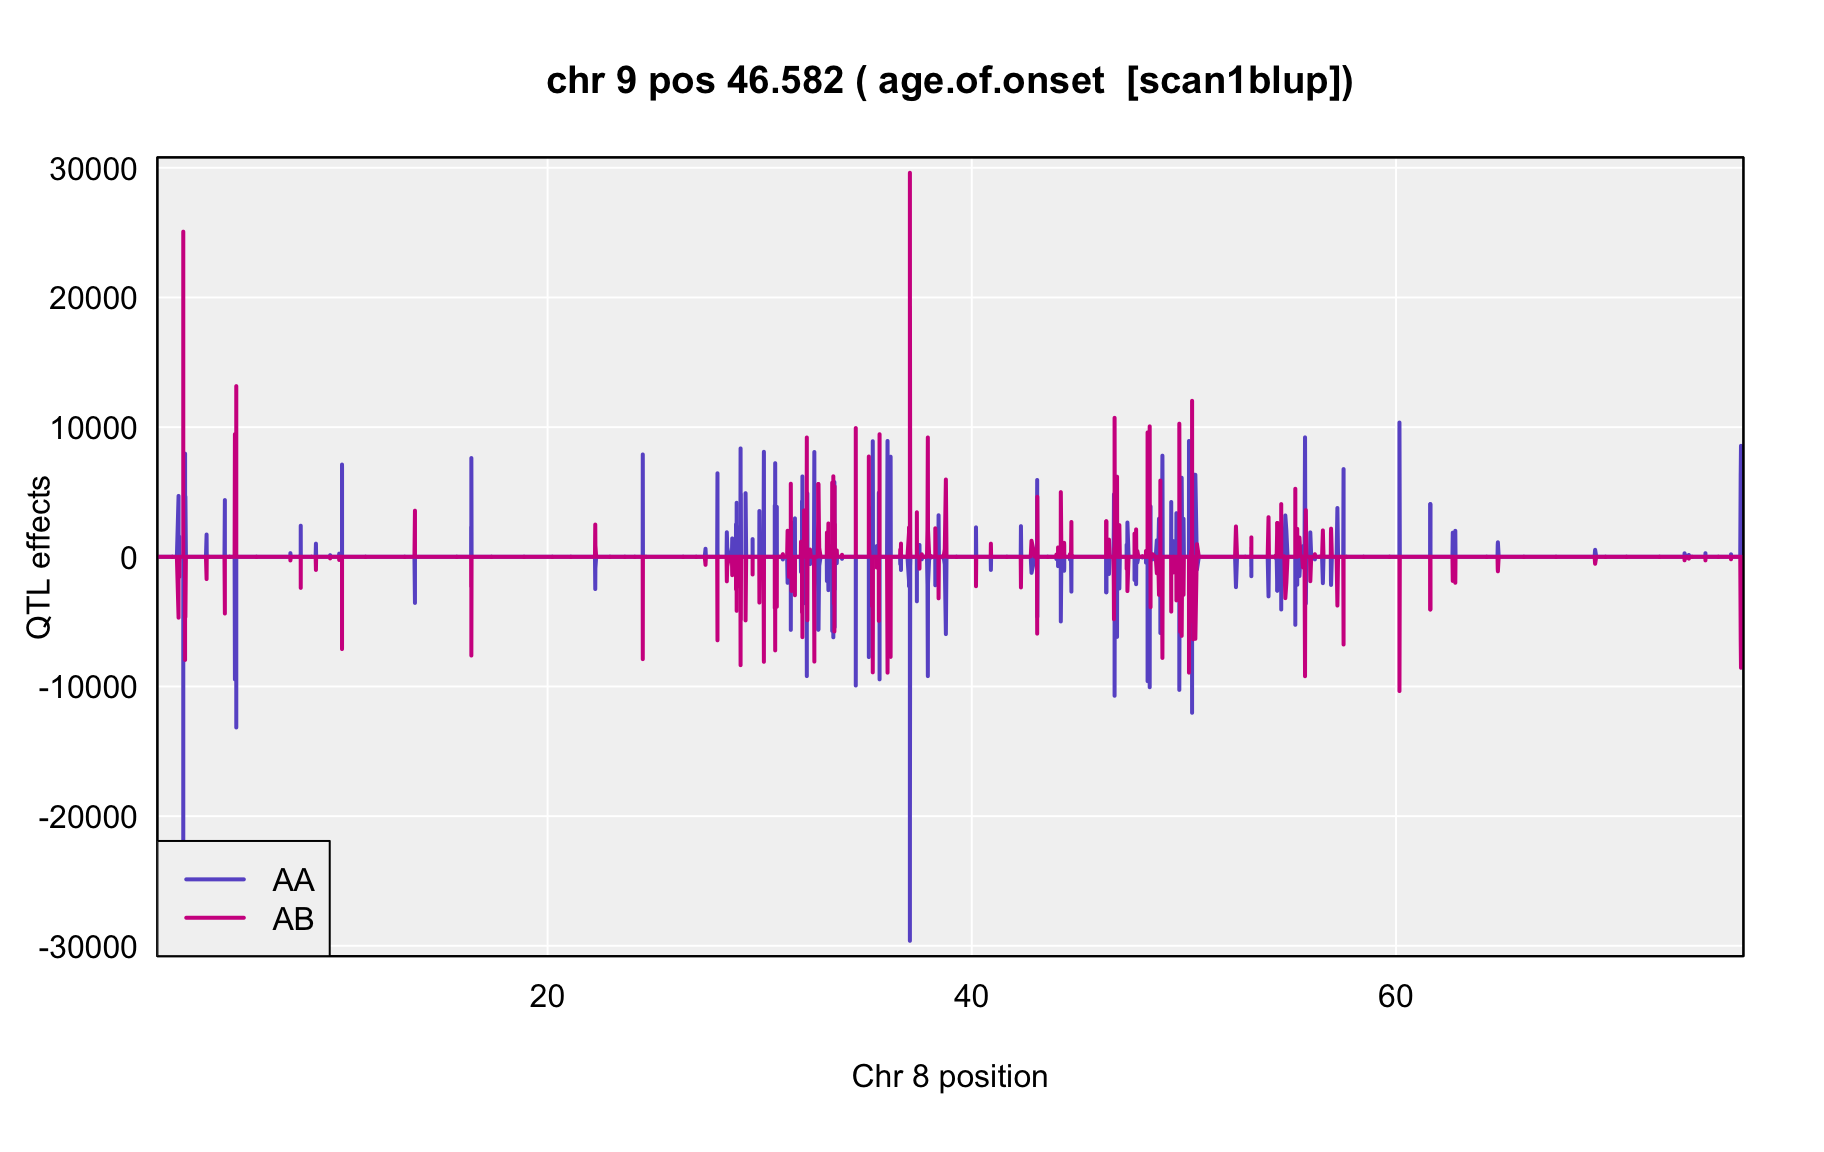 chr 9 pos 46.582 ( age.of.onset  [scan1blup])
QTL effects
30000
20000
10000
0
-10000
-20000
-30000
AA
AB
20 40 60
Chr 8 position